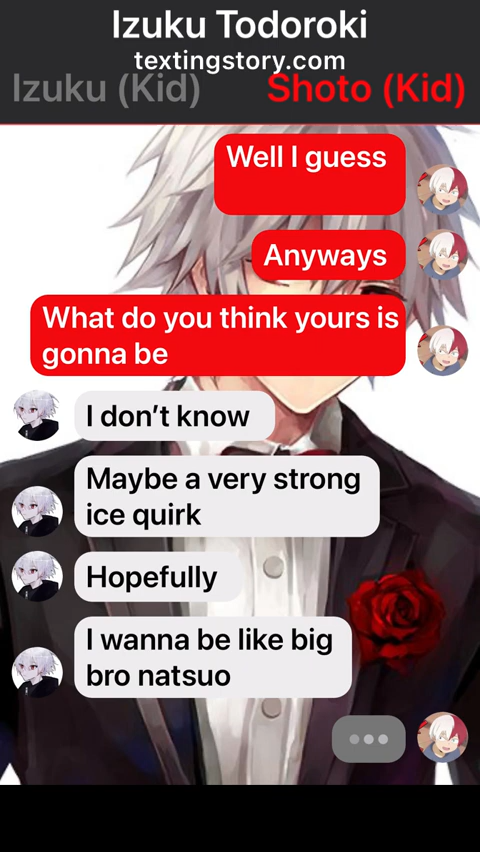 Izuku Todoroki
textingstory.com
Izuku (Kid)
Shoto (Kid)
Well I guess
Anyways
What do you think yours is
gonna be
I don’t know
Maybe a very strong
ice quirk
Hopefully
I wanna be like big
bro natsuo